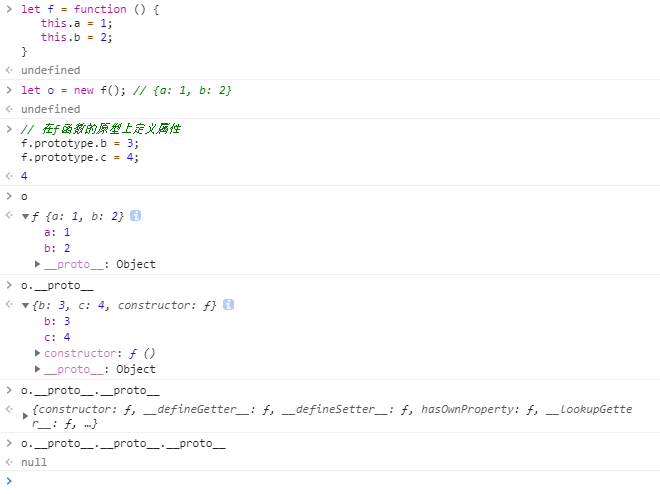 let f = function () {
this.a = 1;
this.b = 2;
}
undefined
let o = new f(); // {a: 1, b: 2}
undefined
// 在f函数的原型上定义属性
f.prototype.b = 3;
f.prototype.c = 4;
4
o
f {a: 1, b: 2}
a: 1
b: 2
__proto__: Object
o.__proto__
{b: 3, c: 4, constructor: ƒ}
b: 3
c: 4
constructor: ƒ ()
__proto__: Object
o.__proto__.__proto__
{constructor: ƒ, __defineGetter__: ƒ, __defineSetter__: ƒ, hasOwnProperty: ƒ, __lookupGette
r__: ƒ, …}
o.__proto__.__proto__.__proto__
null